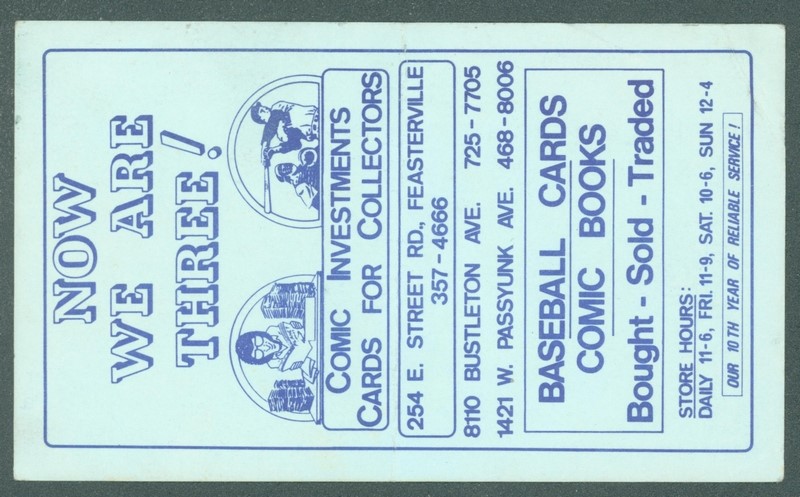 NOW
WE ARE
THREE!
COMIC INVESTMENTS
CARDS FOR COLLECTORS
254 E. STREET RD., FEASTERVILLE
357-4666
8110 BUSTLETON AVE. 725-7705
1421 W. PASSYUNK AVE. 468-8006
BASEBALL CARDS
COMIC BOOKS
Bought - Sold - Traded
STORE HOURS:
DAILY 11-6, FRI. 11-9, SAT. 10-6, SUN 12-4
OUR 10TH YEAR OF RELIABLE SERVICE!